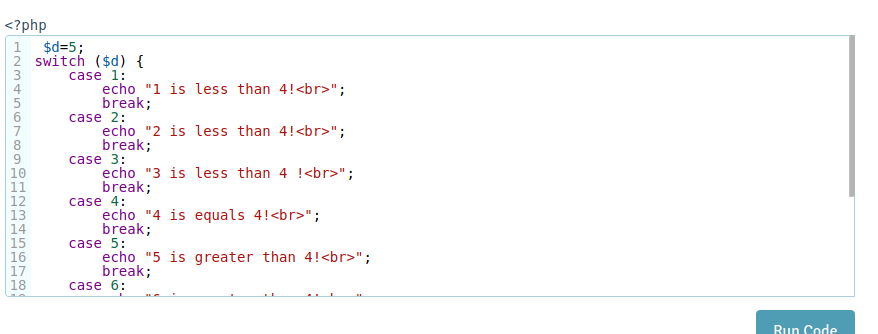 <?php
1 $d=5;
2 switch ($d) {
3 case 1:
4 echo "1 is less than 4!<br>";
5 break;
6 case 2:
7 echo "2 is less than 4!<br>";
8 break;
9 case 3:
10 echo "3 is less than 4 !<br>";
11 break;
12 case 4:
13 echo "4 is equals 4!<br>";
14 break;
15 case 5:
16 echo "5 is greater than 4!<br>";
17 break;
18 case 6:
Run Code